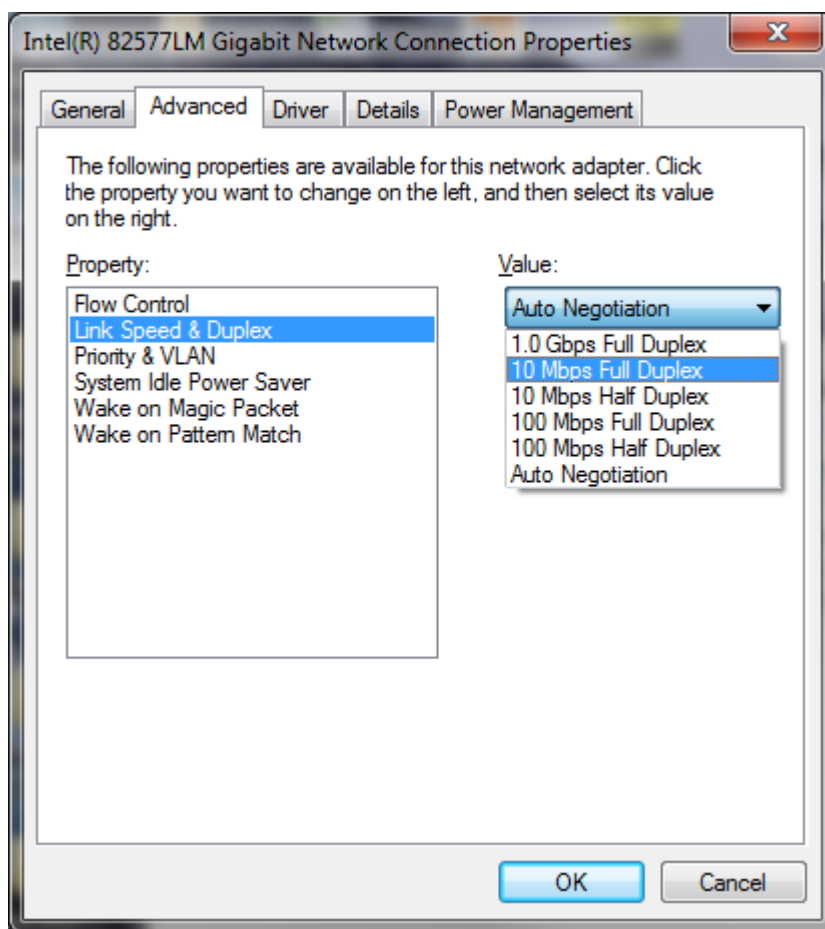 Intel(R) 82577LM Gigabit Network Connection Properties
General Advanced Driver Details Power Management
The following properties are available for this network adapter. Click
the property you want to change on the left, and then select its value
on the right.
Property:
Flow Control
Link Speed & Duplex
Priority & VLAN
System Idle Power Saver
Wake on Magic Packet
Wake on Pattern Match
Value:
Auto Negotiation
1.0 Gbps Full Duplex
10 Mbps Full Duplex
10 Mbps Half Duplex
100 Mbps Full Duplex
100 Mbps Half Duplex
Auto Negotiation
OK Cancel